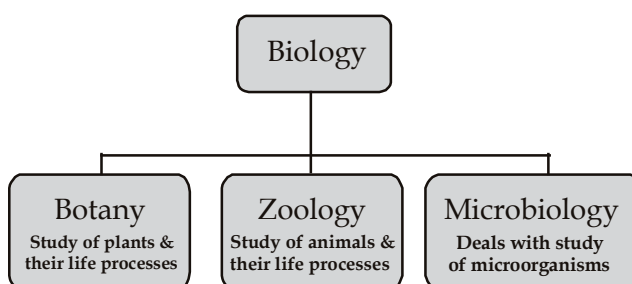 Biology
Botany
Study of plants &
their life processes
Zoology
Study of animals &
their life processes
Microbiology
Deals with study
of microorganisms